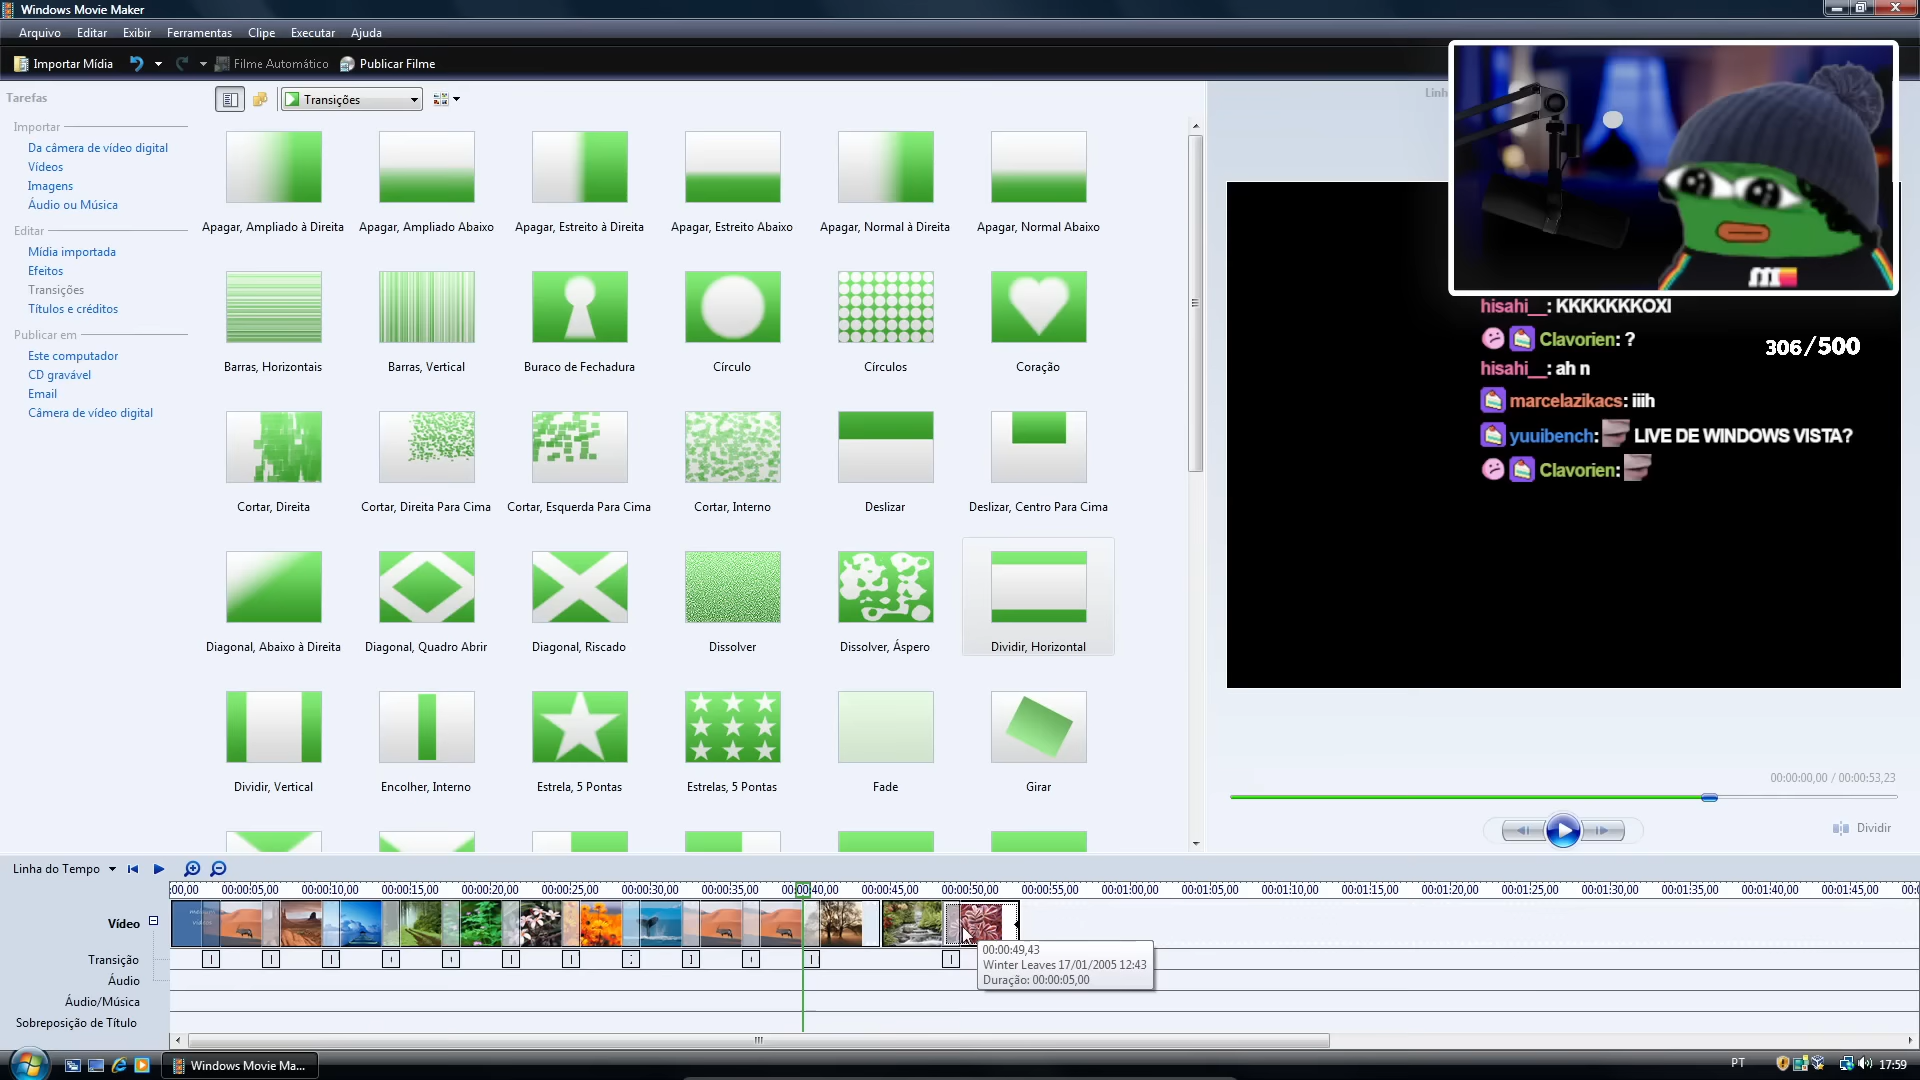 Windows Movie Maker
Arquivo Editar Exibir Ferramentas Clipe Executar Ajuda
Importar Mídia Filme Automático Publicar Filme
Tarefas
Importar
Da câmera de vídeo digital
Vídeos
Imagens
Áudio ou Música
Editar
Mídia importada
Efeitos
Transições
Títulos e créditos
Publicar em
Este computador
CD gravável
Email
Câmera de vídeo digital
Transições
Apagar, Ampliado à Direita
Apagar, Ampliado Abaixo
Apagar, Estreito à Direita
Apagar, Estreito Abaixo
Apagar, Normal à Direita
Apagar, Normal Abaixo
Barras, Horizontais
Barras, Vertical
Buraco de Fechadura
Círculo
Círculos
Coração
Cortar, Direita
Cortar, Direita Para Cima
Cortar, Esquerda Para Cima
Cortar, Interno
Deslizar
Deslizar, Centro Para Cima
Diagonal, Abaixo à Direita
Diagonal, Quadro Abrir
Diagonal, Riscado
Dissolver
Dissolver, Áspero
Dividir, Horizontal
Dividir, Vertical
Encolher, Interno
Estrela, 5 Pontas
Estrelas, 5 Pontas
Fade
Girar
Linh
hisahi__: KKKKKKKOXI
Clavorien: ?
306/500
hisahi__: ah n
marcelazikacs: iiih
yuuibench: LIVE DE WINDOWS VISTA?
Clavorien:
00:00:00,00 / 00:00:53,23
Dividir
Linha do Tempo
:00,00 00:00:05,00 00:00:10,00 00:00:15,00 00:00:20,00 00:00:25,00 00:00:30,00 00:00:35,00 00:00:40,00 00:00:45,00 00:00:50,00 00:00:55,00 00:01:00,00 00:01:05,00 00:01:10,00 00:01:15,00 00:01:20,00 00:01:25,00 00:01:30,00 00:01:35,00 00:01:40,00 00:01:45,00 00:0
Vídeo
Transição
Áudio
Áudio/Música
Sobreposição de Título
00:00:49,43
Winter Leaves 17/01/2005 12:43
Duração: 00:00:05,00
Windows Movie Ma...
PT
17:59